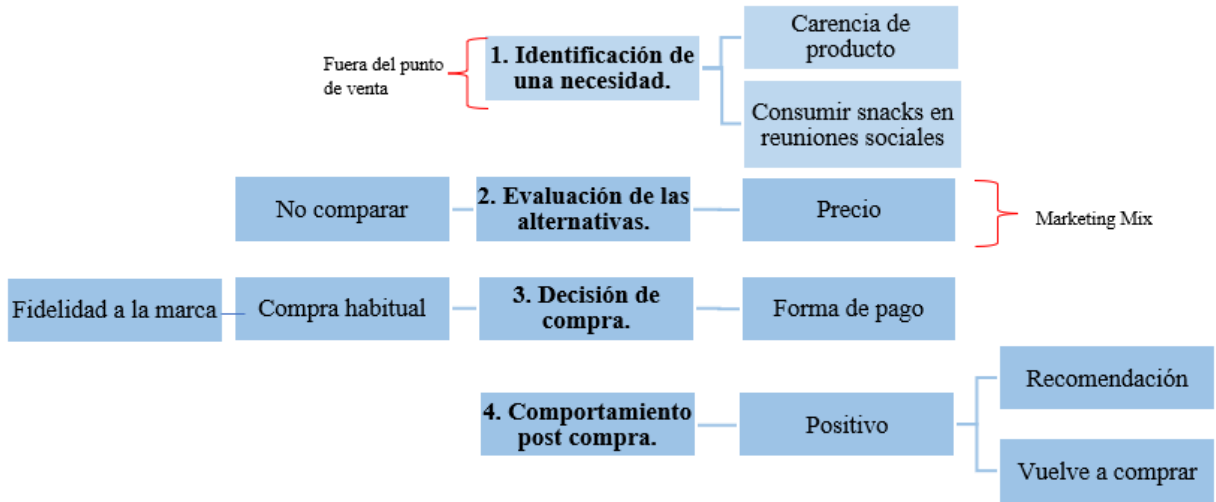 Fuera del punto
de venta
1. Identificación de
una necesidad.
Carencia de
producto
Consumir snacks en
reuniones sociales
No comparar
2. Evaluación de las
alternativas.
Precio
Marketing Mix
Fidelidad a la marca
Compra habitual
3. Decisión de
compra.
Forma de pago
4. Comportamiento
post compra.
Positivo
Recomendación
Vuelve a comprar